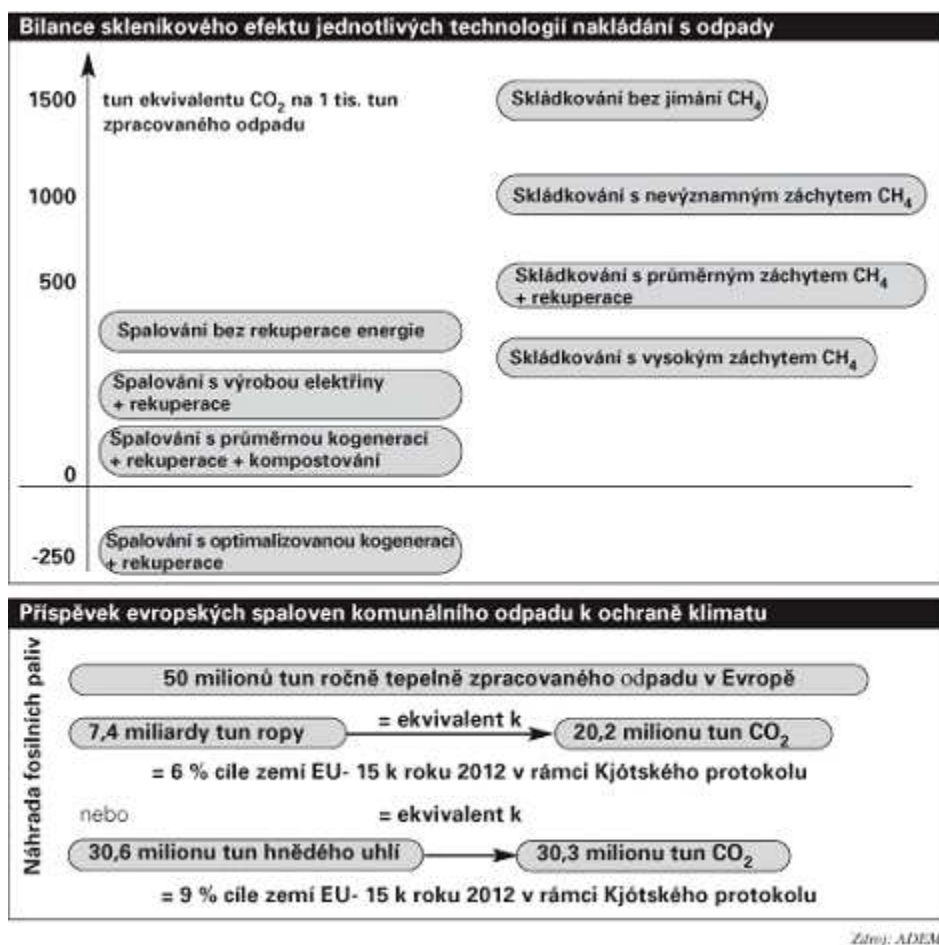 Bilance skleníkového efektu jednotlivých technologií nakládání s odpady
1500
tun ekvivalentu CO₂ na 1 tis. tun
zpracovaného odpadu
Skládkování bez jímání CH₄
1000
Skládkování s nevýznamným záchytem CH₄
500
Skládkování s průměrným záchytem CH₄
+ rekuperace
Spalování bez rekuperace energie
Skládkování s vysokým záchytem CH₄
Spalování s výrobou elektřiny
+ rekuperace
Spalování s průměrnou kogenerací
+ rekuperace + kompostování
0
-250
Spalování s optimalizovanou kogenerací
+ rekuperace
Příspěvek evropských spaloven komunálního odpadu k ochraně klimatu
Náhrada fosilních paliv
50 milionů tun ročně tepelně zpracovaného odpadu v Evropě
7,4 miliardy tun ropy
= ekvivalent k
20,2 milionu tun CO₂
= 6 % cíle zemí EU- 15 k roku 2012 v rámci Kjótského protokolu
nebo
= ekvivalent k
30,6 milionu tun hnědého uhlí
30,3 milionu tun CO₂
= 9 % cíle zemí EU- 15 k roku 2012 v rámci Kjótského protokolu
Zdroj: ADEM